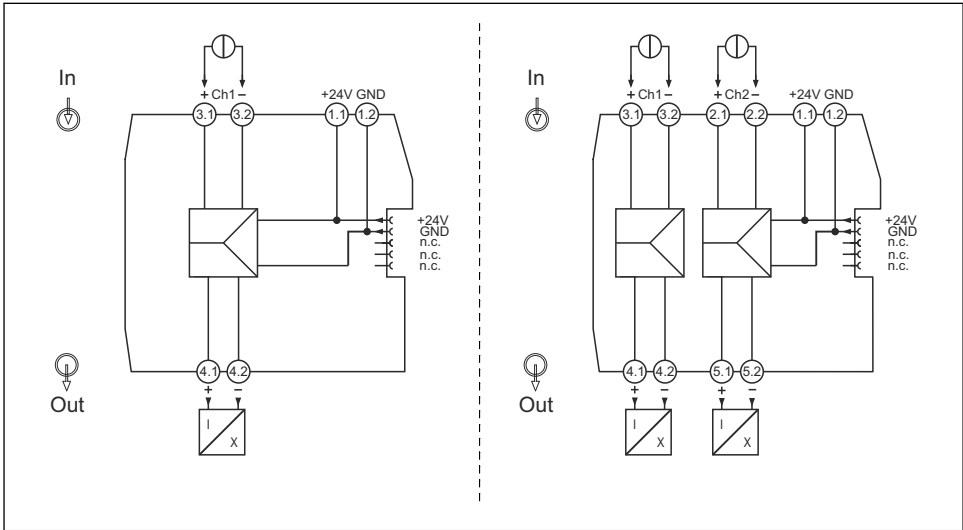 In
+ Ch1 −
+24V GND
3.1 3.2 1.1 1.2
+24V
GND
n.c.
n.c.
n.c.
4.1 4.2
+ −
Out
I
X
In
+ Ch1 − + Ch2 − +24V GND
3.1 3.2 2.1 2.2 1.1 1.2
+24V
GND
n.c.
n.c.
n.c.
4.1 4.2 5.1 5.2
+ − + −
Out
I X I X